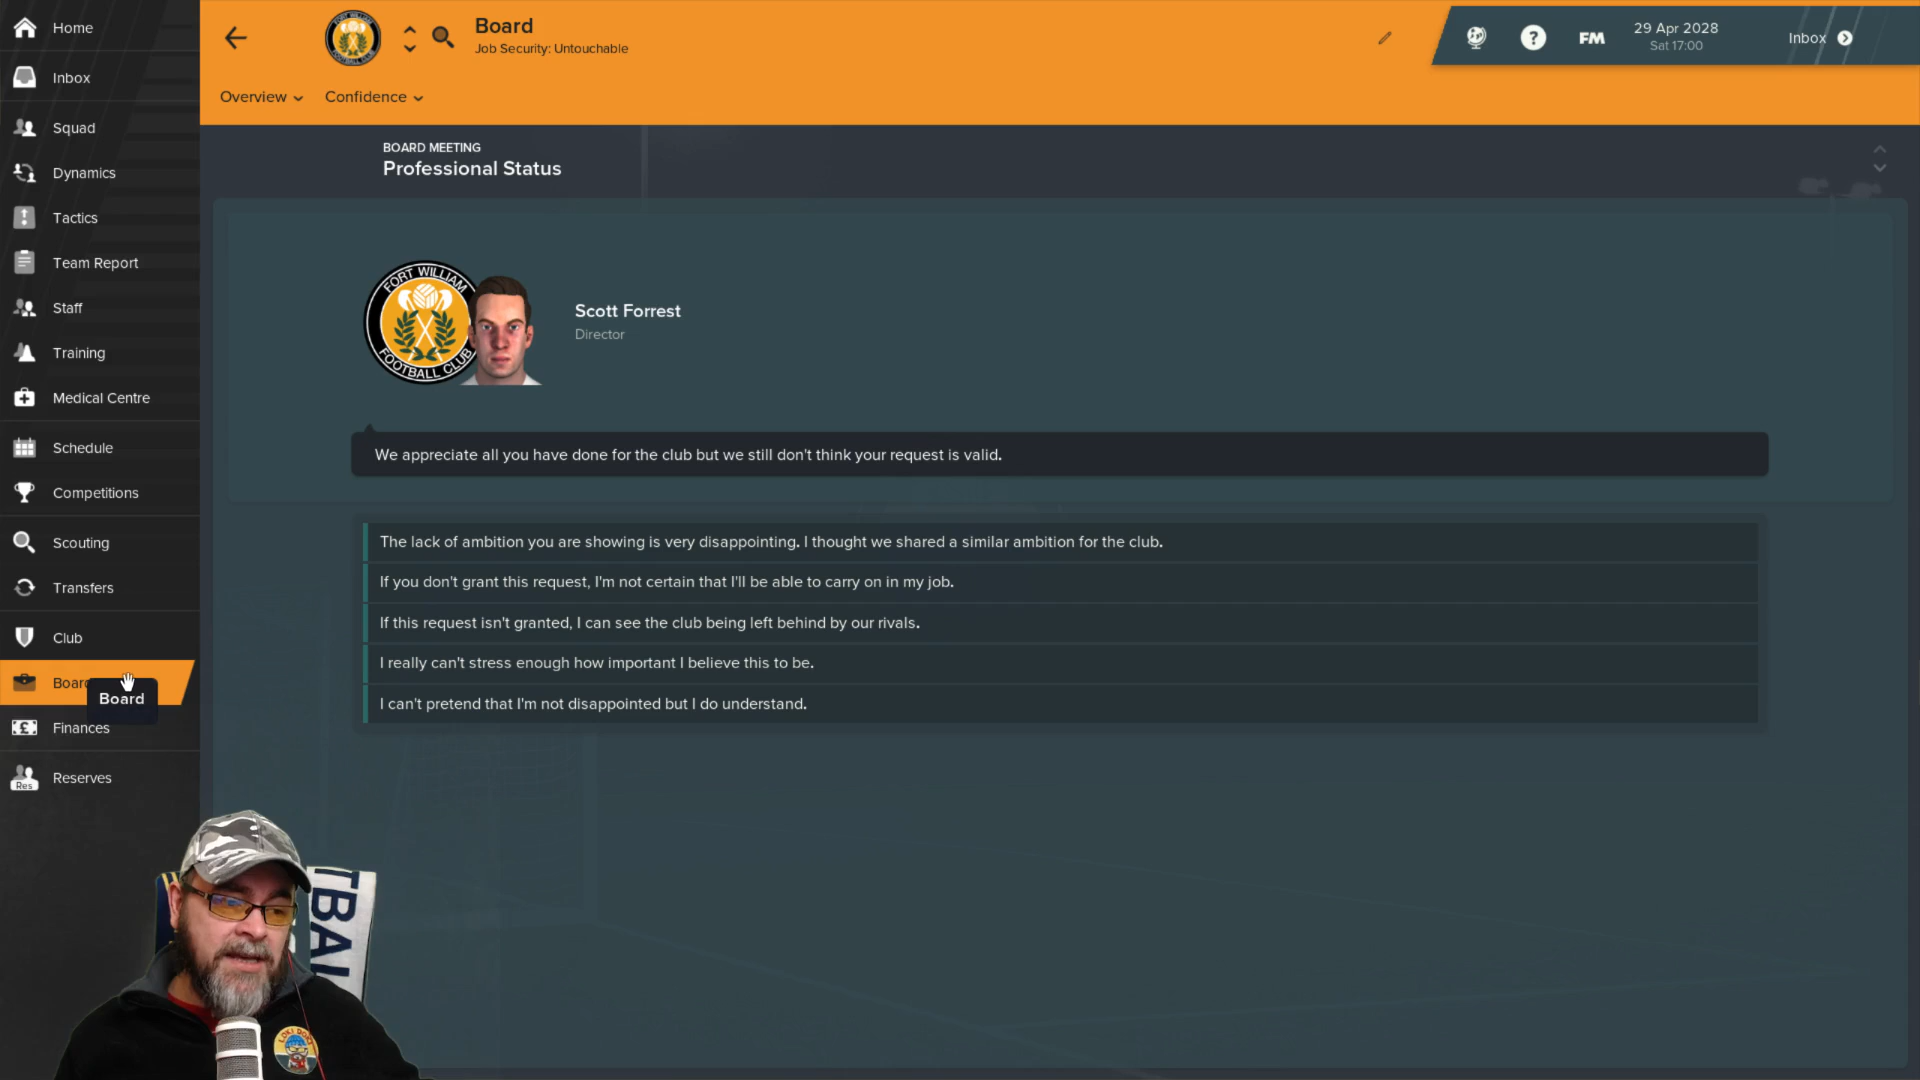 Home
Inbox
Squad
Dynamics
Tactics
Team Report
Staff
Training
Medical Centre
Schedule
Competitions
Scouting
Transfers
Club
Board
Board
Finances
Res
Reserves
Board
Job Security: Untouchable
Overview
Confidence
FM
29 Apr 2028
Sat 17:00
Inbox
BOARD MEETING
Professional Status
FORT WILLIAM
FOOTBALL CLUB
Scott Forrest
Director
We appreciate all you have done for the club but we still don't think your request is valid.
The lack of ambition you are showing is very disappointing. I thought we shared a similar ambition for the club.
If you don't grant this request, I'm not certain that I'll be able to carry on in my job.
If this request isn't granted, I can see the club being left behind by our rivals.
I really can't stress enough how important I believe this to be.
I can't pretend that I'm not disappointed but I do understand.